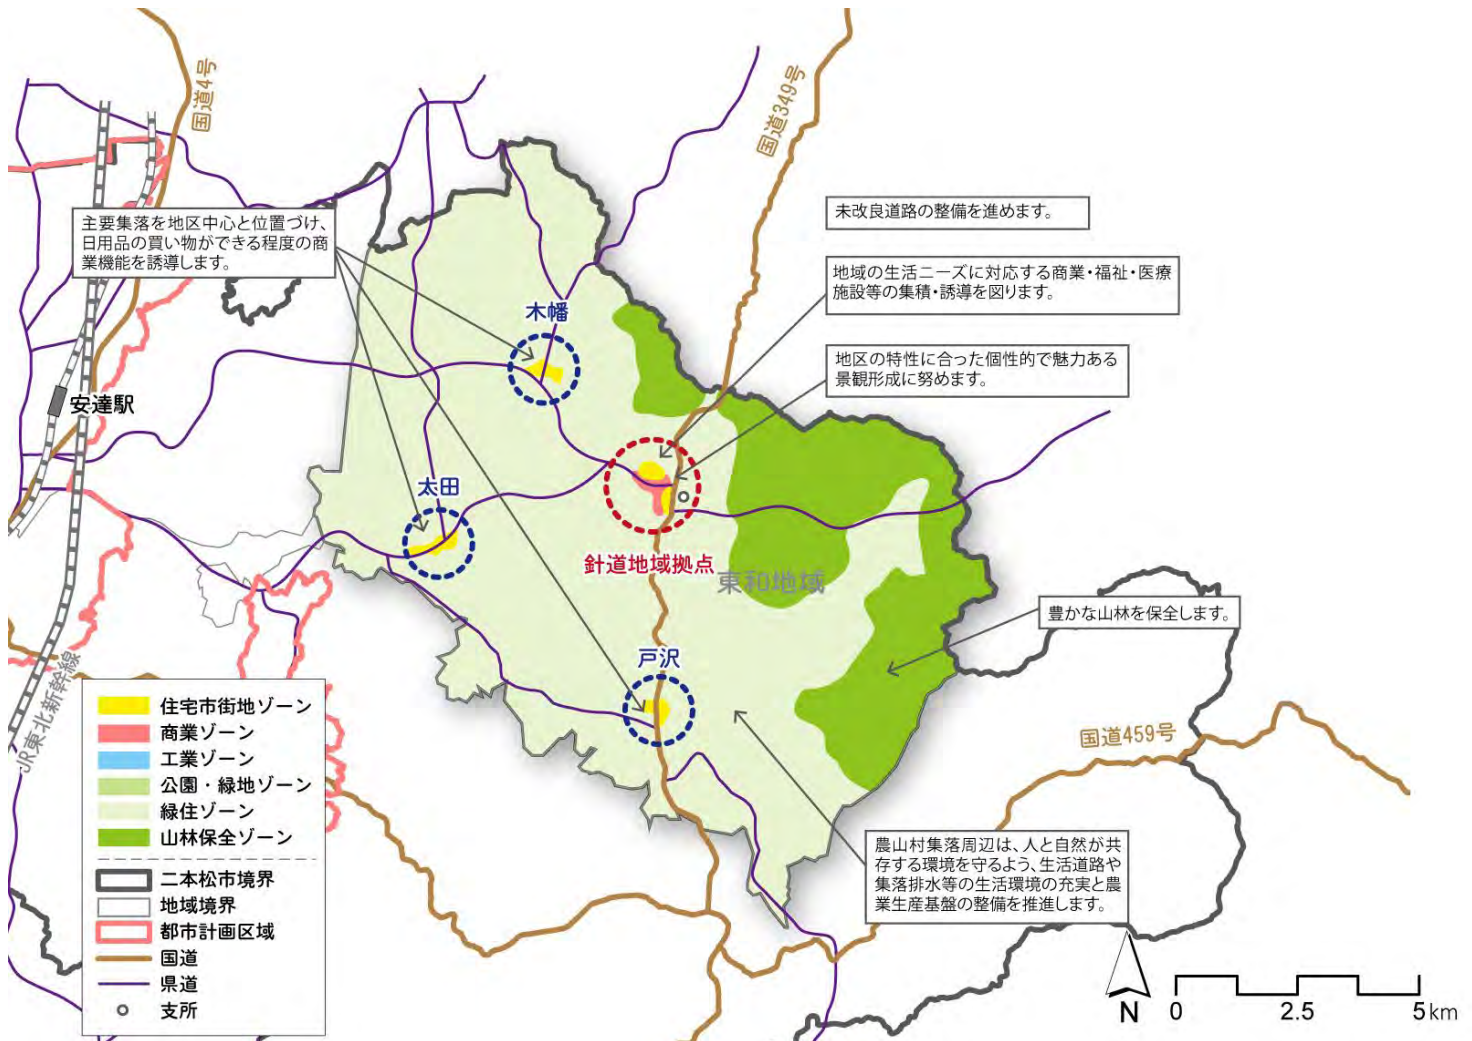 国道4号
国道349号
主要集落を地区中心と位置づけ、
日用品の買い物ができる程度の商
業機能を誘導します。
未改良道路の整備を進めます。
地域の生活ニーズに対応する商業・福祉・医療
施設等の集積・誘導を図ります。
木幡
地区の特性に合った個性的で魅力ある
景観形成に努めます。
安達駅
太田
針道地域拠点
東和地域
豊かな山林を保全します。
戸沢
JR東北新幹線
国道459号
住宅市街地ゾーン
商業ゾーン
工業ゾーン
公園・緑地ゾーン
緑住ゾーン
山林保全ゾーン
二本松市境界
地域境界
都市計画区域
国道
県道
支所
農山村集落周辺は、人と自然が共
存する環境を守るよう、生活道路や
集落排水等の生活環境の充実と農
業生産基盤の整備を推進します。
N
0 2.5 5km